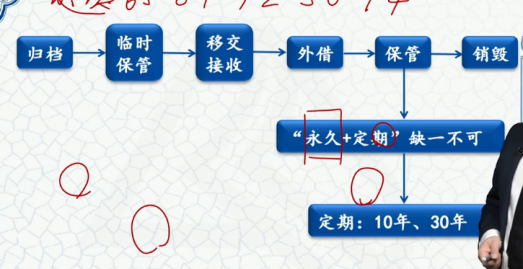 归档
临时
保管
移交
接收
外借
保管
销毁
“永久+定期”缺一不可
定期：10年、30年